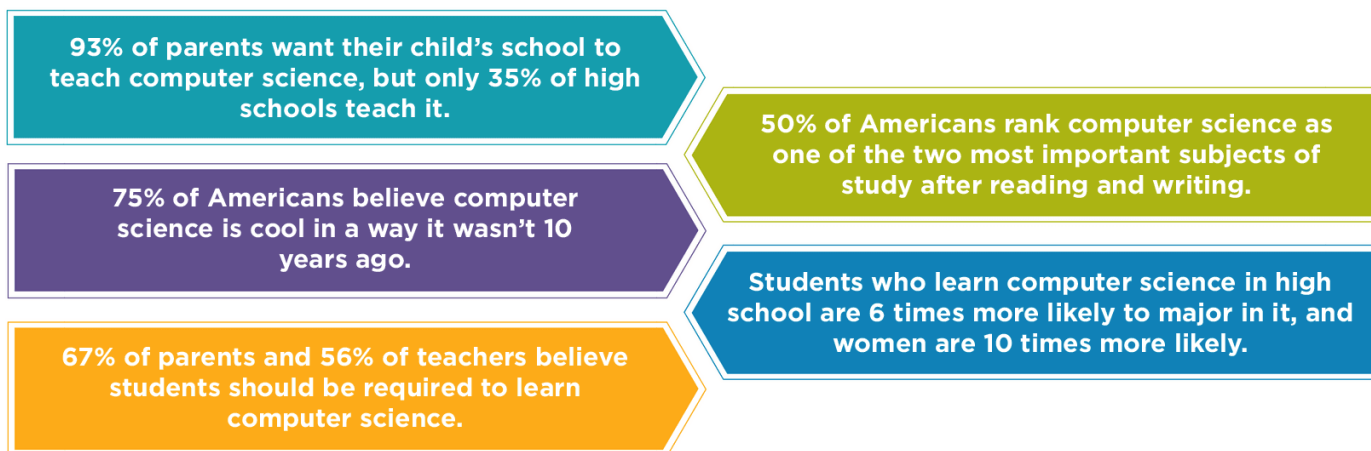 93% of parents want their child’s school to
teach computer science, but only 35% of high
schools teach it.
50% of Americans rank computer science as
one of the two most important subjects of
study after reading and writing.
75% of Americans believe computer
science is cool in a way it wasn’t 10
years ago.
Students who learn computer science in high
school are 6 times more likely to major in it, and
women are 10 times more likely.
67% of parents and 56% of teachers believe
students should be required to learn
computer science.